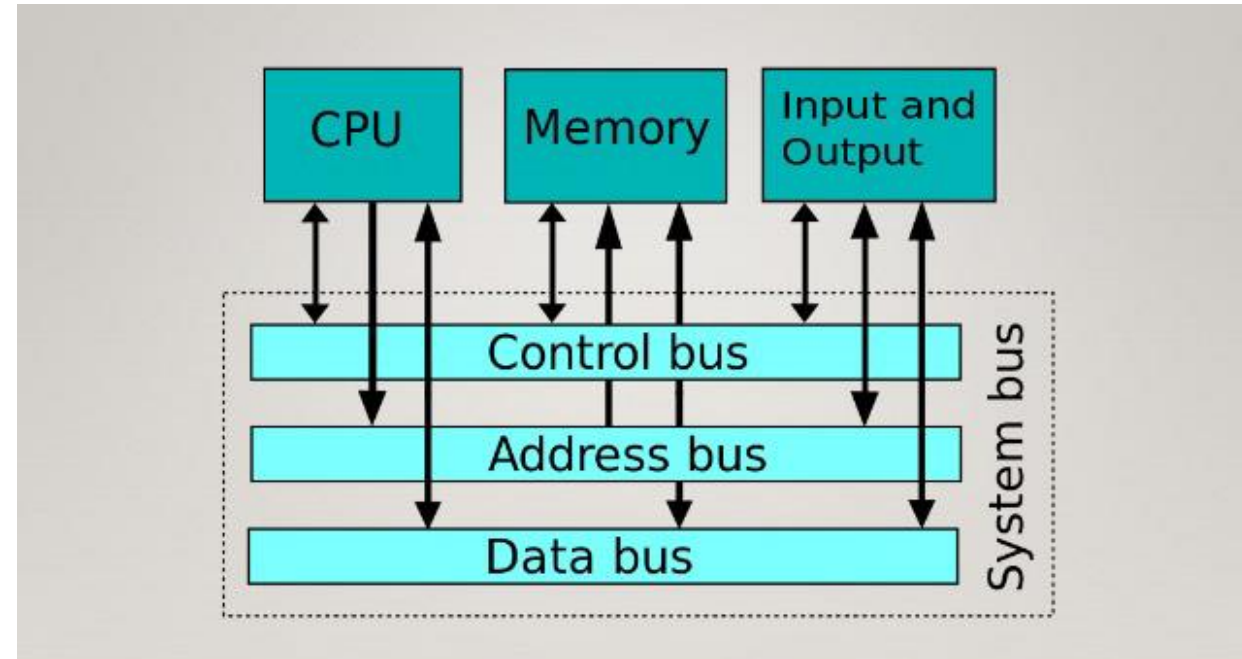 CPU
Memory
Input and
Output
Control bus
Address bus
Data bus
System bus